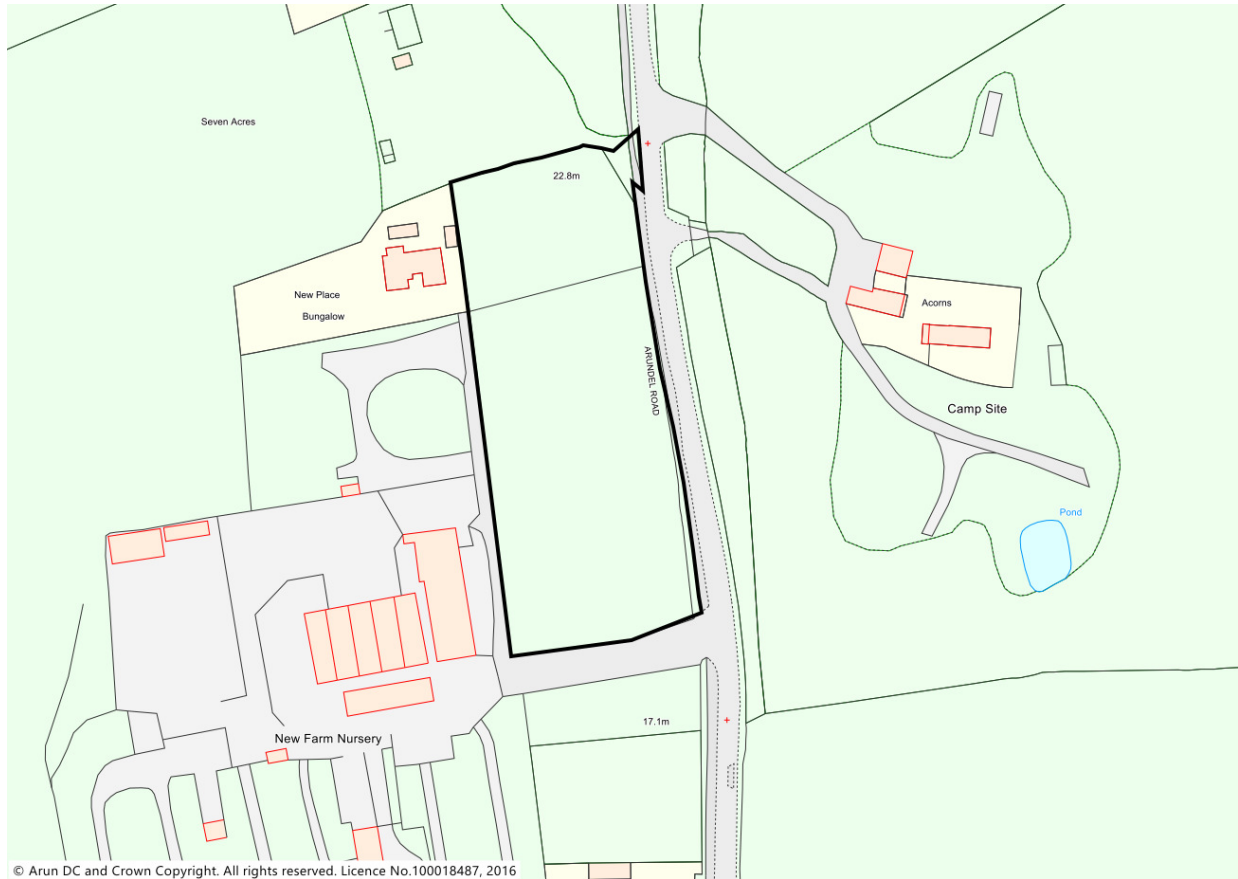 Seven Acres
22.8m
New Place
Bungalow
ARUNDEL ROAD
Acorns
Camp Site
Pond
17.1m
New Farm Nursery
© Arun DC and Crown Copyright. All rights reserved. Licence No.100018487, 2016